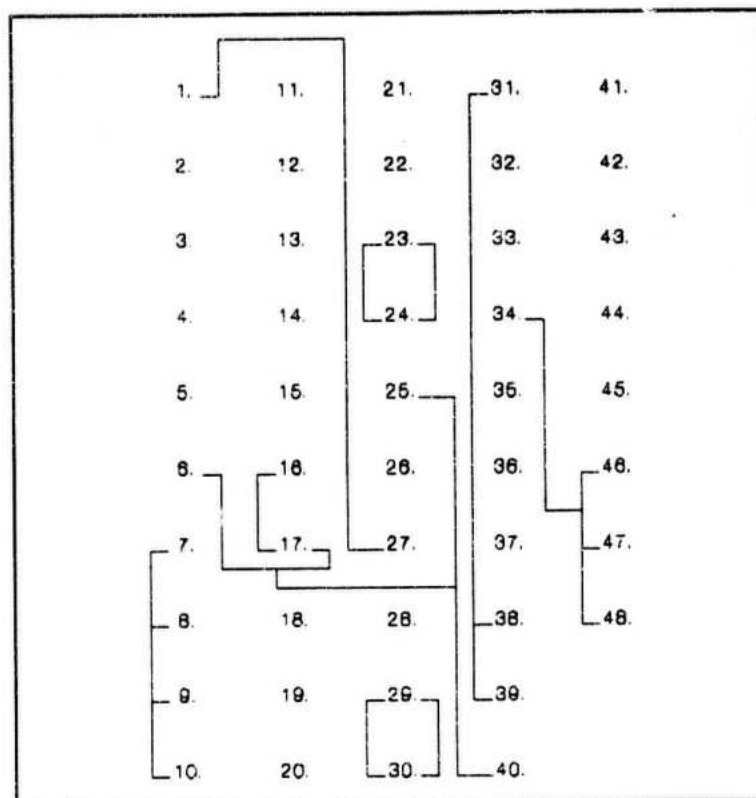 1. 11. 21. 31. 41.
2. 12. 22. 32. 42.
3. 13. 23. 33. 43.
4. 14. 24. 34. 44.
5. 15. 25. 35. 45.
6. 16. 26. 36. 46.
7. 17. 27. 37. 47.
8. 18. 28. 38. 48.
9. 19. 29. 39.
10. 20. 30. 40.